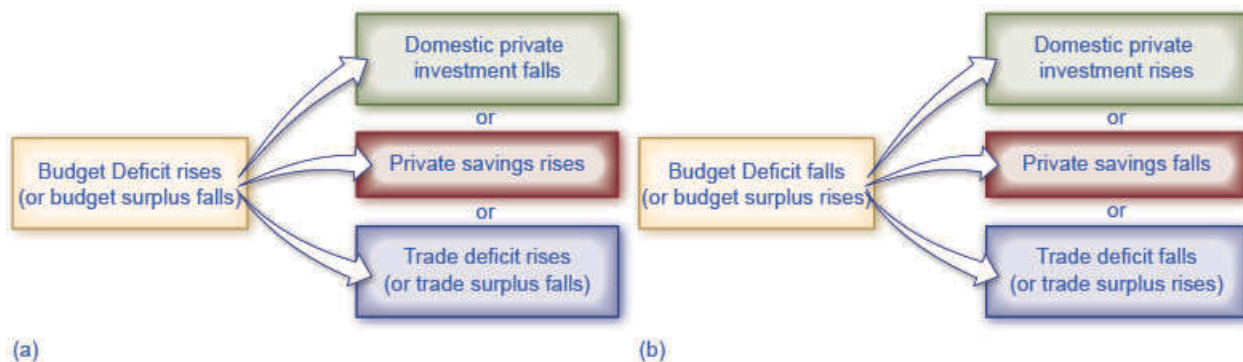 Domestic private
investment falls
or
Budget Deficit rises
(or budget surplus falls)
Private savings rises
or
Trade deficit rises
(or trade surplus falls)
(a)
Domestic private
investment rises
or
Budget Deficit falls
(or budget surplus rises)
Private savings falls
or
Trade deficit falls
(or trade surplus rises)
(b)